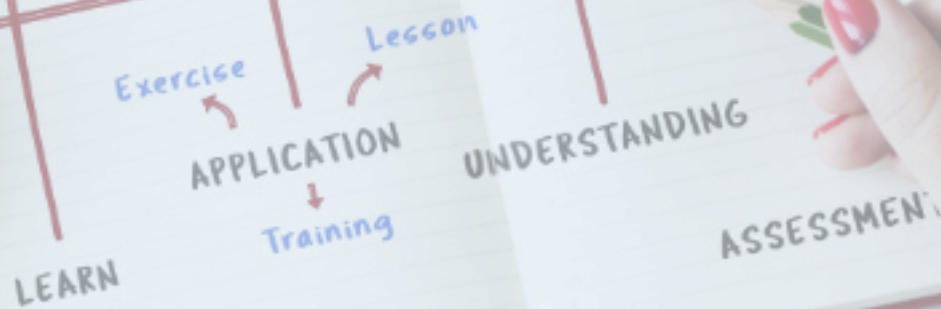 Lesson
Exercise
APPLICATION
UNDERSTANDING
Training
ASSESSMENT
LEARN